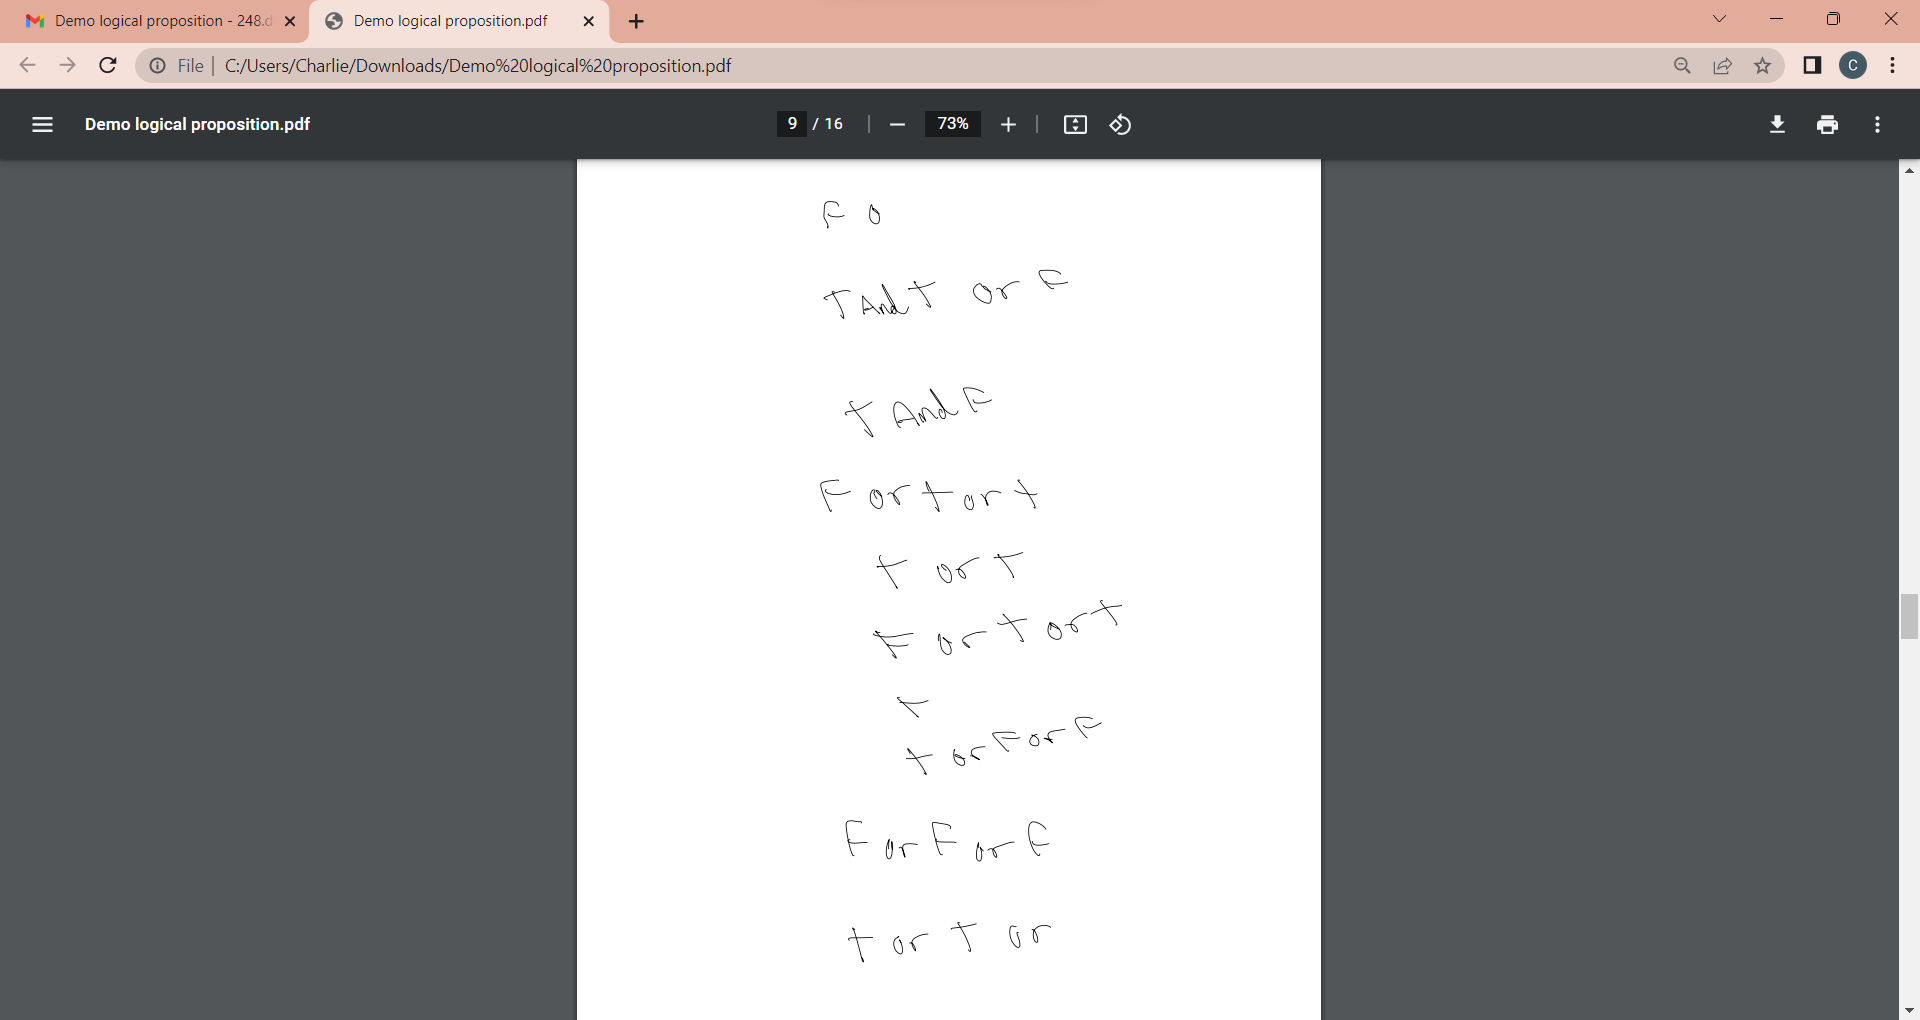 Demo logical proposition - 248.d
Demo logical proposition.pdf
File
C:/Users/Charlie/Downloads/Demo%20logical%20proposition.pdf
C
Demo logical proposition.pdf
9 / 16
73%
F O
T And T or F
T And F
F or t or t
t or T
F or t or t
t
t or F or F
F or F or F
t or T or